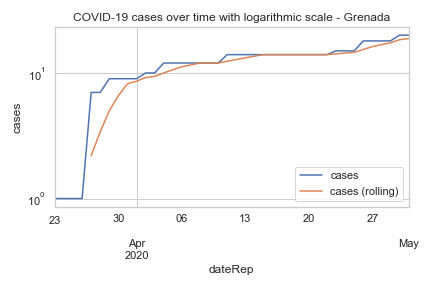 COVID-19 cases over time with logarithmic scale - Grenada
cases
10¹
10⁰
cases
cases (rolling)
23 30 06 13 20 27
Apr May
2020
dateRep